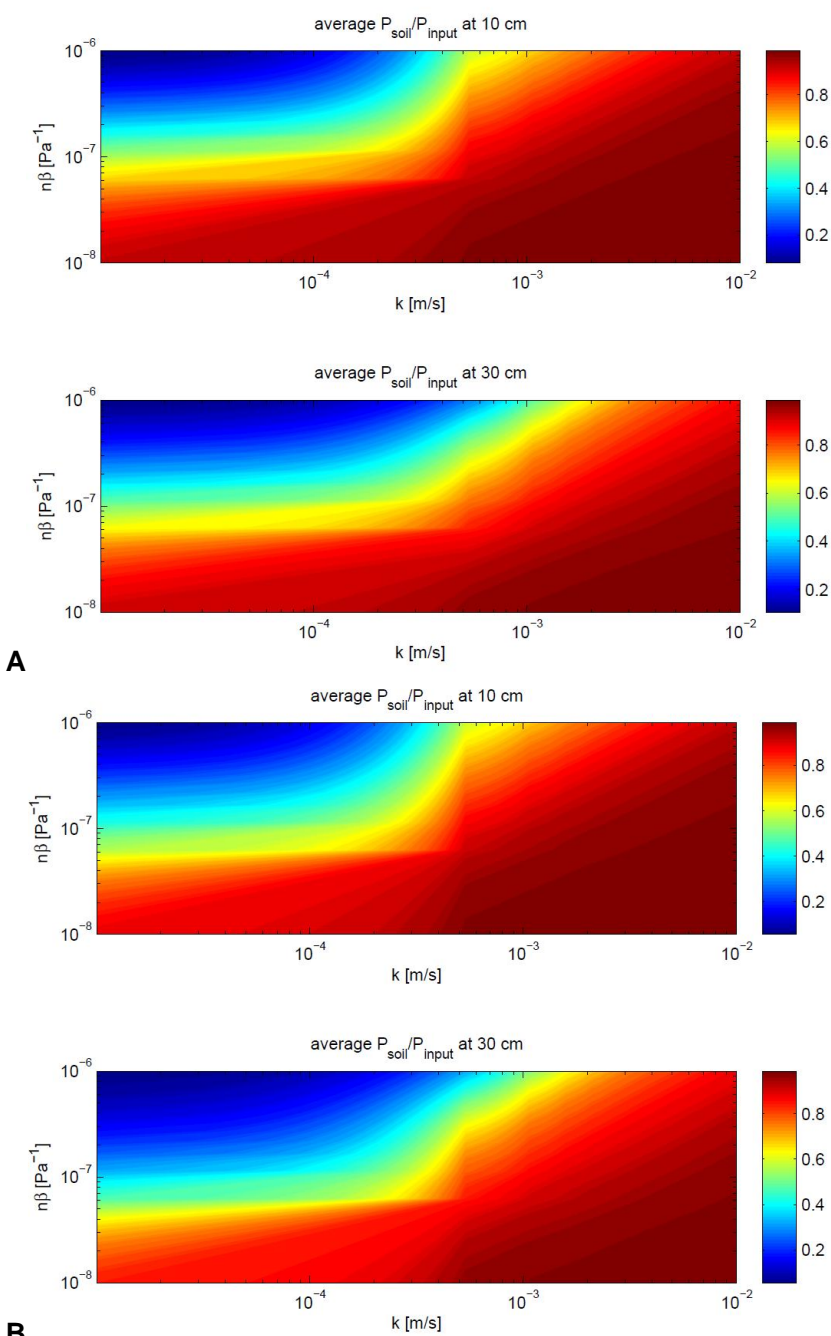 average P_soil/P_input at 10 cm
10⁻⁶
10⁻⁷
10⁻⁸
nβ [Pa⁻¹]
10⁻⁴ 10⁻³ 10⁻²
k [m/s]
0.8
0.6
0.4
0.2
average P_soil/P_input at 30 cm
10⁻⁶
10⁻⁷
10⁻⁸
nβ [Pa⁻¹]
10⁻⁴ 10⁻³ 10⁻²
k [m/s]
0.8
0.6
0.4
0.2
A
average P_soil/P_input at 10 cm
10⁻⁶
10⁻⁷
10⁻⁸
nβ [Pa⁻¹]
10⁻⁴ 10⁻³ 10⁻²
k [m/s]
0.8
0.6
0.4
0.2
average P_soil/P_input at 30 cm
10⁻⁶
10⁻⁷
10⁻⁸
nβ [Pa⁻¹]
10⁻⁴ 10⁻³ 10⁻²
k [m/s]
0.8
0.6
0.4
0.2
B